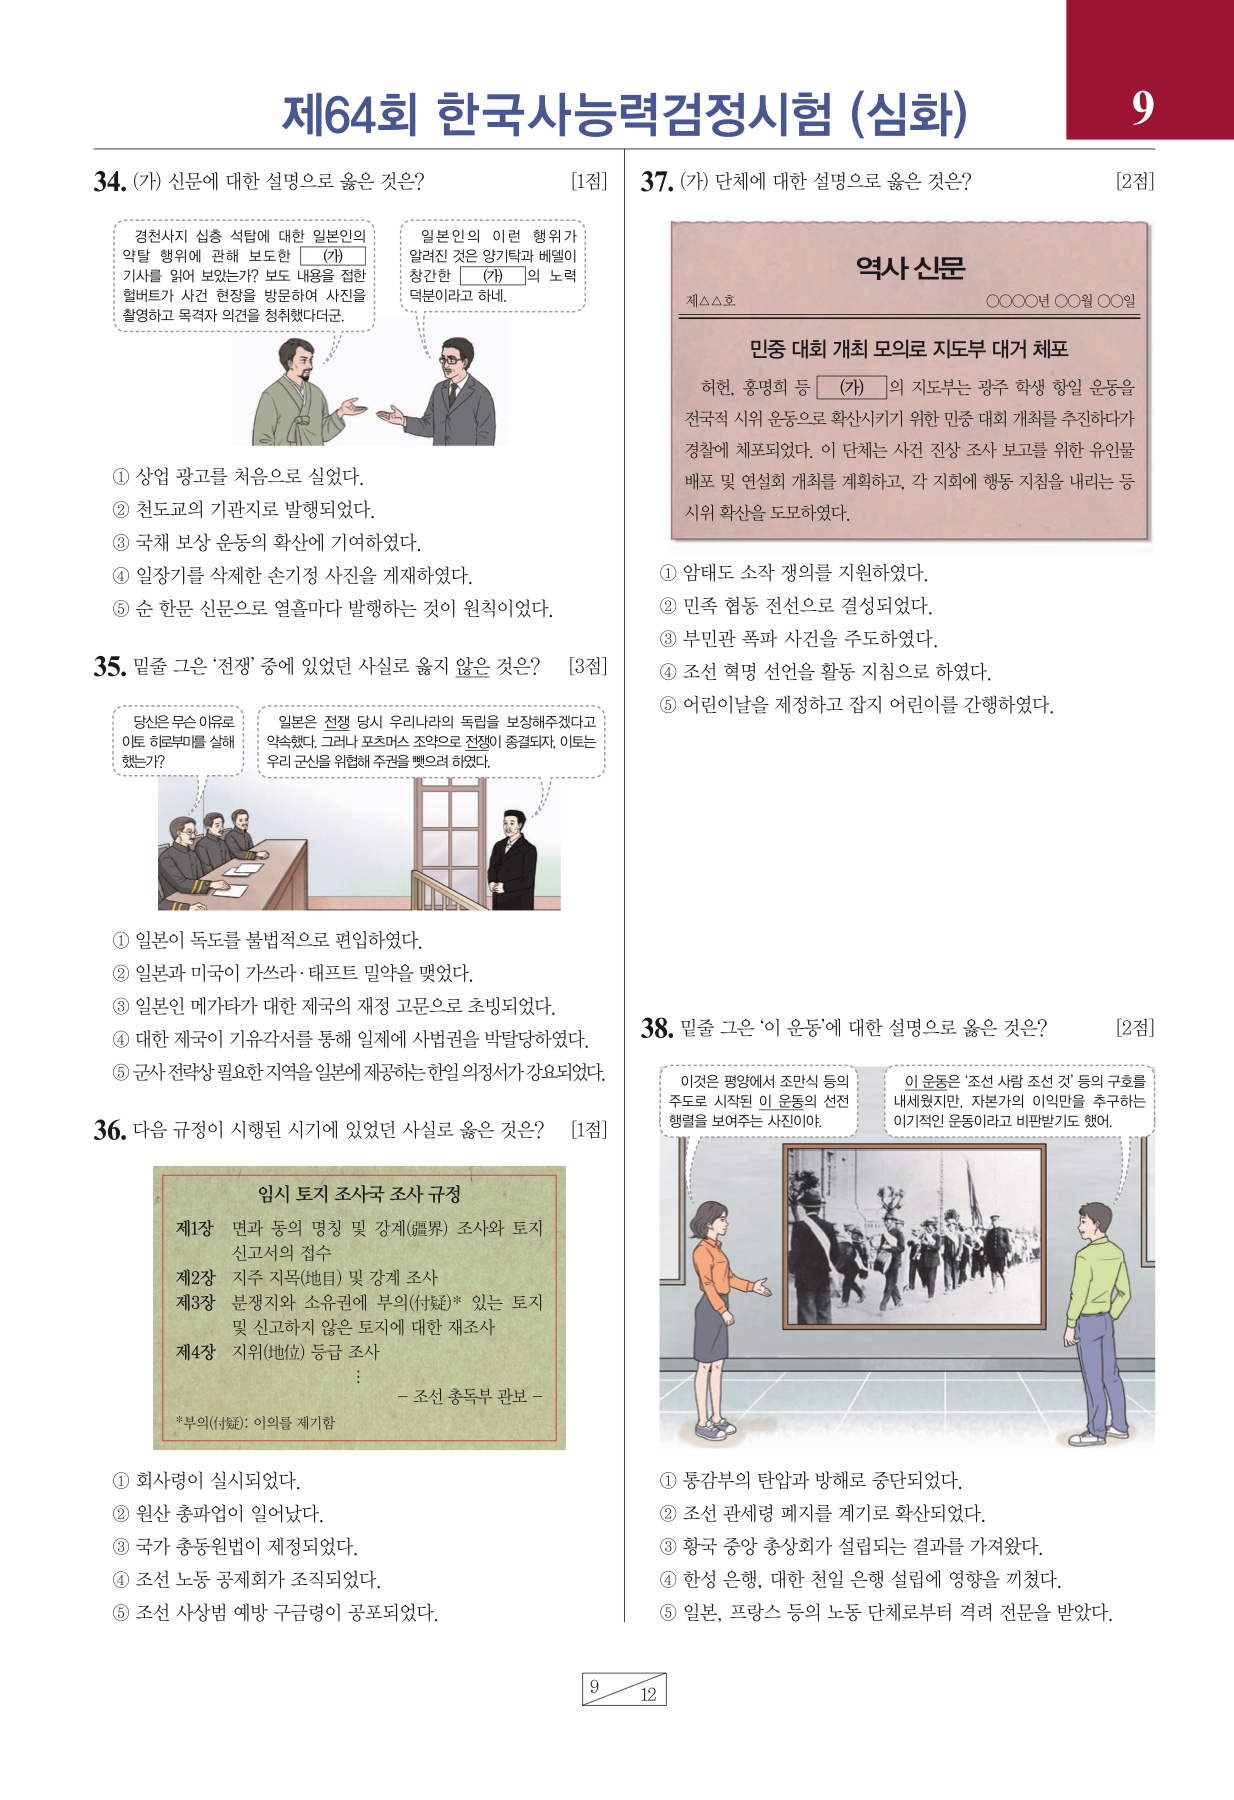 제64회 한국사능력검정시험 (심화)
9
34. (가) 신문에 대한 설명으로 옳은 것은? [1점]
경천사지 십층 석탑에 대한 일본인의
약탈 행위에 관해 보도한 (가)
기사를 읽어 보았는가? 보도 내용을 접한
헐버트가 사건 현장을 방문하여 사진을
촬영하고 목격자 의견을 청취했다더군.
일본인의 이런 행위가
알려진 것은 양기탁과 베델이
창간한 (가) 의 노력
덕분이라고 하네.
① 상업 광고를 처음으로 실었다.
② 천도교의 기관지로 발행되었다.
③ 국채 보상 운동의 확산에 기여하였다.
④ 일장기를 삭제한 손기정 사진을 게재하였다.
⑤ 순 한문 신문으로 열흘마다 발행하는 것이 원칙이었다.
35. 밑줄 그은 ‘전쟁’ 중에 있었던 사실로 옳지 않은 것은? [3점]
당신은 무슨 이유로
이토 히로부미를 살해
했는가?
일본은 전쟁 당시 우리나라의 독립을 보장해주겠다고
약속했다. 그러나 포츠머스 조약으로 전쟁이 종결되자, 이토는
우리 군신을 위협해 주권을 뺏으려 하였다.
① 일본이 독도를 불법적으로 편입하였다.
② 일본과 미국이 가쓰라·태프트 밀약을 맺었다.
③ 일본인 메가타가 대한 제국의 재정 고문으로 초빙되었다.
④ 대한 제국이 기유각서를 통해 일제에 사법권을 박탈당하였다.
⑤ 군사 전략상 필요한 지역을 일본에 제공하는 한일 의정서가 강요되었다.
36. 다음 규정이 시행된 시기에 있었던 사실로 옳은 것은? [1점]
임시 토지 조사국 조사 규정
제1장 면과 동의 명칭 및 강계(疆界) 조사와 토지
신고서의 접수
제2장 지주 지목(地目) 및 강계 조사
제3장 분쟁지와 소유권에 부의(付疑)* 있는 토지
및 신고하지 않은 토지에 대한 재조사
제4장 지위(地位) 등급 조사
⋮
- 조선 총독부 관보 -
*부의(付疑): 이의를 제기함
① 회사령이 실시되었다.
② 원산 총파업이 일어났다.
③ 국가 총동원법이 제정되었다.
④ 조선 노동 공제회가 조직되었다.
⑤ 조선 사상범 예방 구금령이 공포되었다.
37. (가) 단체에 대한 설명으로 옳은 것은? [2점]
역사 신문
제△△호 ○○○○년 ○○월 ○○일
민중 대회 개최 모의로 지도부 대거 체포
허헌, 홍명희 등 (가) 의 지도부는 광주 학생 항일 운동을
전국적 시위 운동으로 확산시키기 위한 민중 대회 개최를 추진하다가
경찰에 체포되었다. 이 단체는 사건 진상 조사 보고를 위한 유인물
배포 및 연설회 개최를 계획하고, 각 지회에 행동 지침을 내리는 등
시위 확산을 도모하였다.
① 암태도 소작 쟁의를 지원하였다.
② 민족 협동 전선으로 결성되었다.
③ 부민관 폭파 사건을 주도하였다.
④ 조선 혁명 선언을 활동 지침으로 하였다.
⑤ 어린이날을 제정하고 잡지 어린이를 간행하였다.
38. 밑줄 그은 ‘이 운동’에 대한 설명으로 옳은 것은? [2점]
이것은 평양에서 조만식 등의
주도로 시작된 이 운동의 선전
행렬을 보여주는 사진이야.
이 운동은 ‘조선 사람 조선 것’ 등의 구호를
내세웠지만, 자본가의 이익만을 추구하는
이기적인 운동이라고 비판받기도 했어.
① 통감부의 탄압과 방해로 중단되었다.
② 조선 관세령 폐지를 계기로 확산되었다.
③ 황국 중앙 총상회가 설립되는 결과를 가져왔다.
④ 한성 은행, 대한 천일 은행 설립에 영향을 끼쳤다.
⑤ 일본, 프랑스 등의 노동 단체로부터 격려 전문을 받았다.
9
12